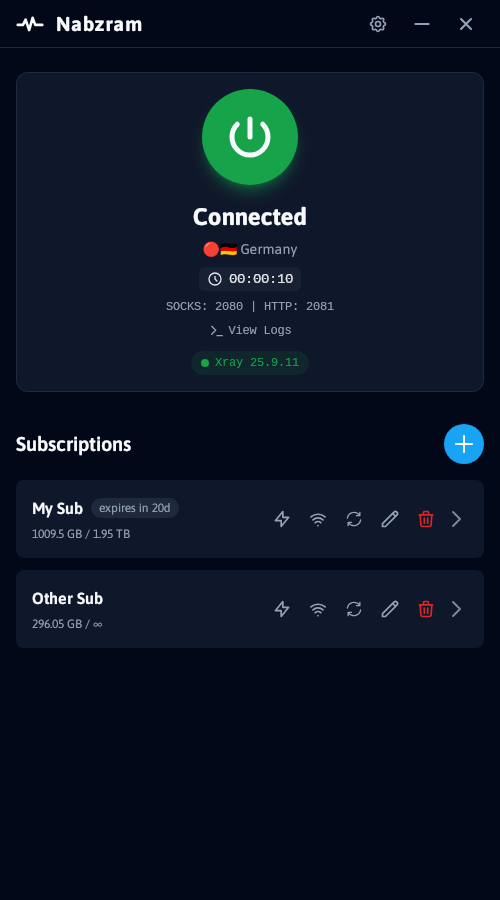 Nabzram
Connected
🔴🇩🇪 Germany
00:00:10
SOCKS: 2080 | HTTP: 2081
View Logs
Xray 25.9.11
Subscriptions
My Sub expires in 20d
1009.5 GB / 1.95 TB
Other Sub
296.05 GB / ∞